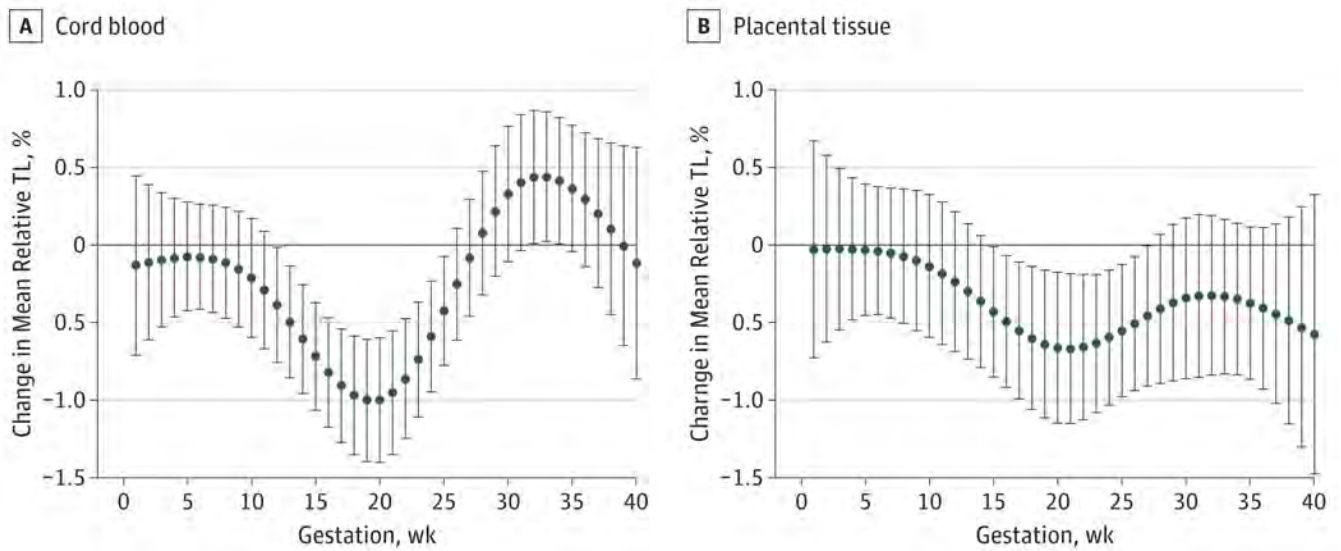 A Cord blood
Change in Mean Relative TL, %
1.0
0.5
0
0.5
−1.0
−1.5
0 5 10 15 20 25 30 35 40
Gestation, wk
B Placental tissue
Charnge in Mean Relative TL, %
1.0
0.5
0
0.5
−1.0
−1.5
0 5 10 15 20 25 30 35 40
Gestation, wk